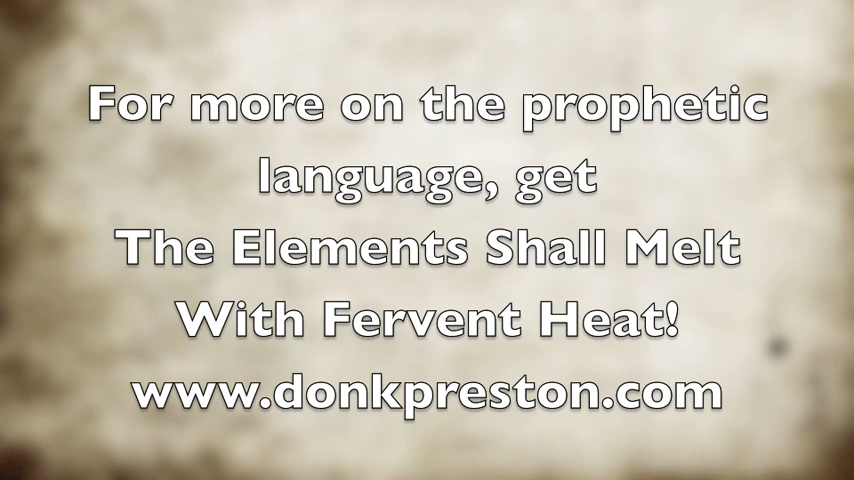 For more on the prophetic
language, get
The Elements Shall Melt
With Fervent Heat!
www.donkpreston.com